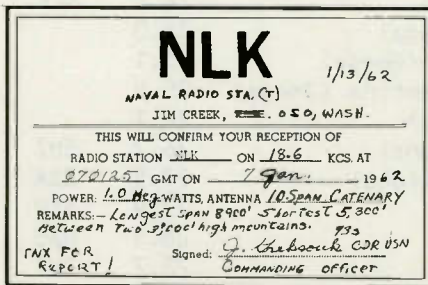 NLK
1/13/62
NAVAL RADIO STA. (T)
JIM CREEK, OSO, WASH.
THIS WILL CONFIRM YOUR RECEPTION OF
RADIO STATION NLK ON 18.6 KCS. AT
070125 GMT ON 7 Jan. 1962
POWER: 1.0 Meg WATTS, ANTENNA 10 SPAN CATENARY
REMARKS:- Longest span 8900' Shortest 5,300'
Between two 3,000' high mountains. 73s
TNX FOR
REPORT!
Signed: CDR USN
COMMANDING OFFICER